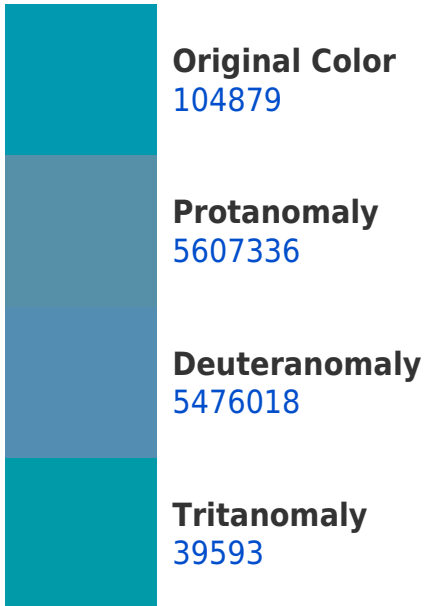 Original Color
104879
Protanomaly
5607336
Deuteranomaly
5476018
Tritanomaly
39593